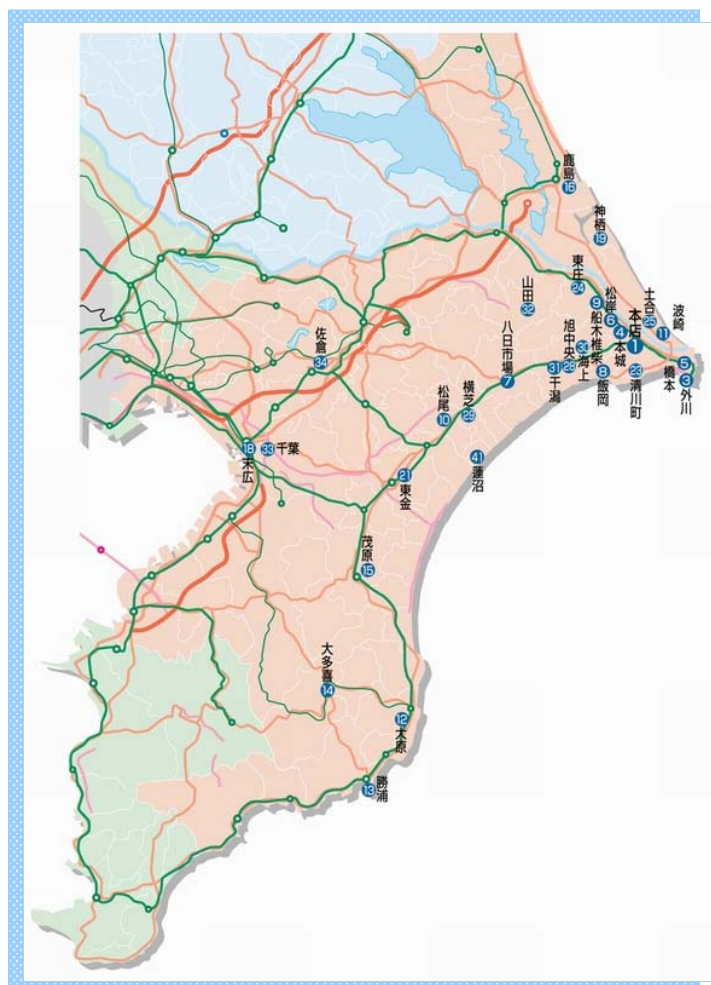 鹿島
16
神栖
19
東庄
24
山田
32
松岸
6
9
船木椎柴
土合
25
波崎
11
本店
1
4
本城
佐倉
34
八日市場
7
旭中央
28
海上
30
31
干潟
8
飯岡
23
清川町
5
橋本
3
外川
松尾
10
横芝
29
18
末広
33
千葉
41
蓮沼
21
東金
茂原
15
大多喜
14
12
大原
13
勝浦